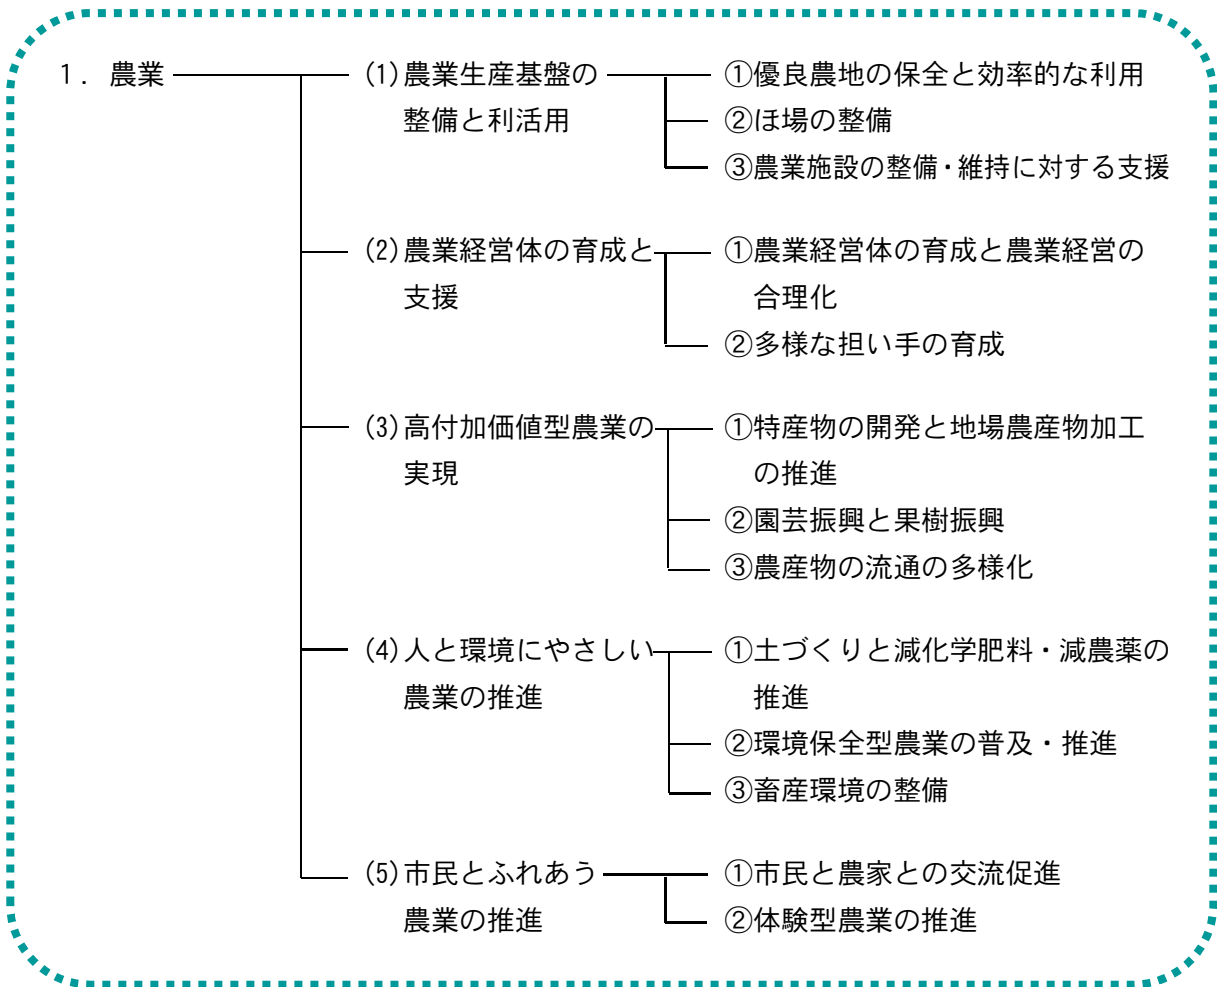 １．農業
(1)農業生産基盤の
整備と利活用
①優良農地の保全と効率的な利用
②ほ場の整備
③農業施設の整備・維持に対する支援
(2)農業経営体の育成と
支援
①農業経営体の育成と農業経営の
合理化
②多様な担い手の育成
(3)高付加価値型農業の
実現
①特産物の開発と地場農産物加工
の推進
②園芸振興と果樹振興
③農産物の流通の多様化
(4)人と環境にやさしい
農業の推進
①土づくりと減化学肥料・減農薬の
推進
②環境保全型農業の普及・推進
③畜産環境の整備
(5)市民とふれあう
農業の推進
①市民と農家との交流促進
②体験型農業の推進